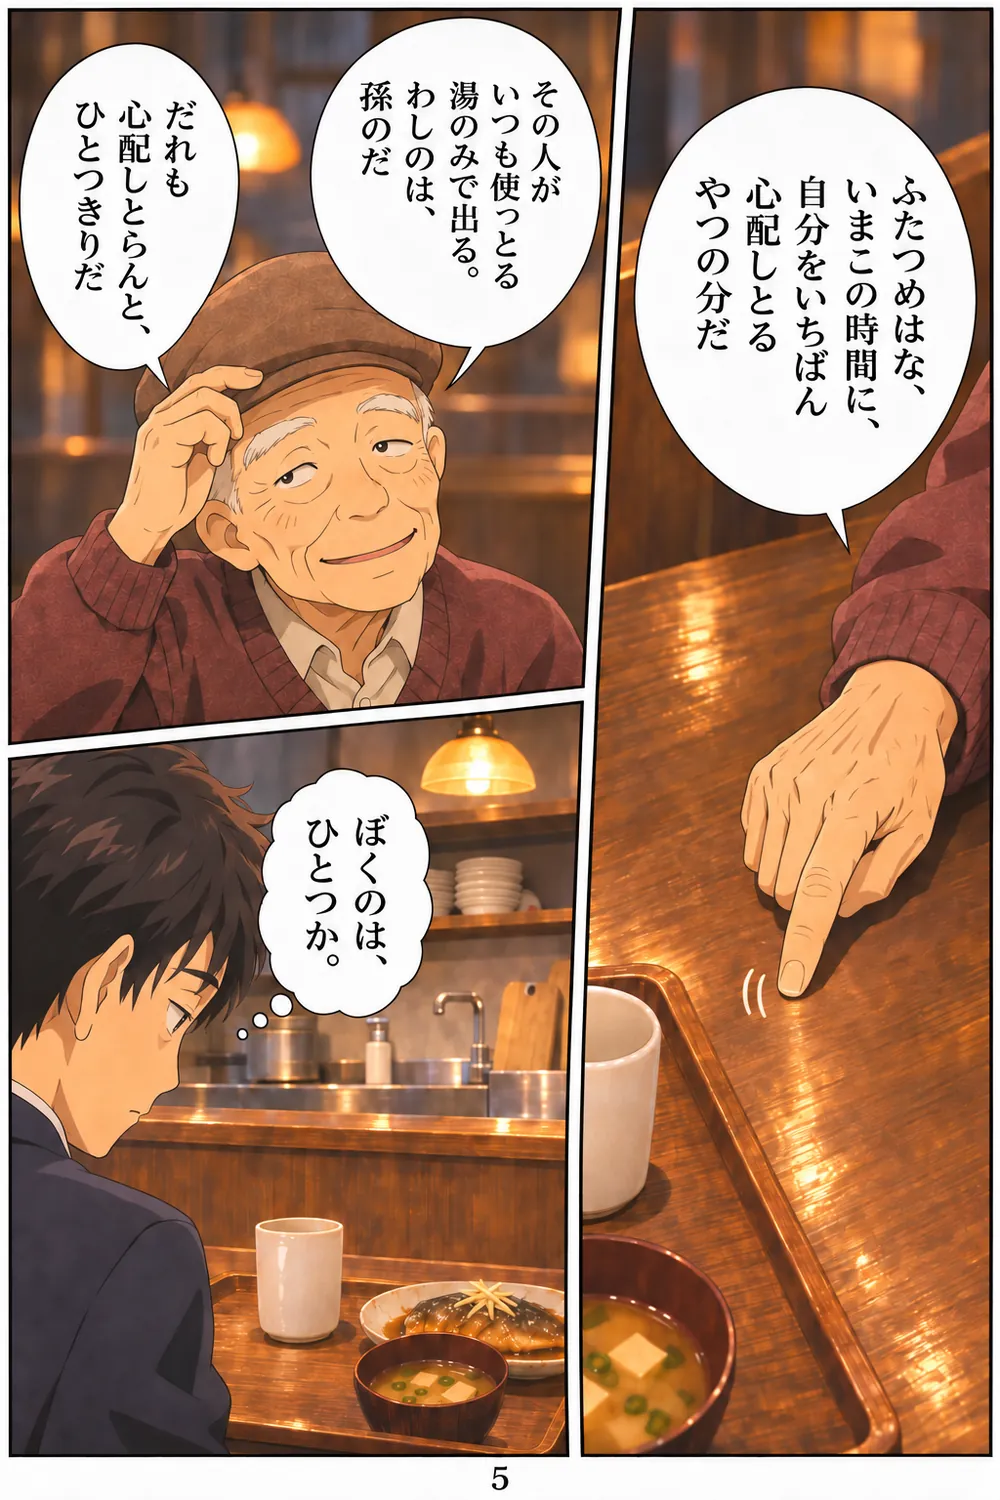 ふたつめはな、
いまこの時間に、
自分をいちばん
心配しとる
やつの分だ
その人が
いつも使っとる
湯のみで出る。
わしのは、
孫のだ
だれも
心配しとらんと、
ひとつきりだ
ぼくのは、
ひとつか。
5